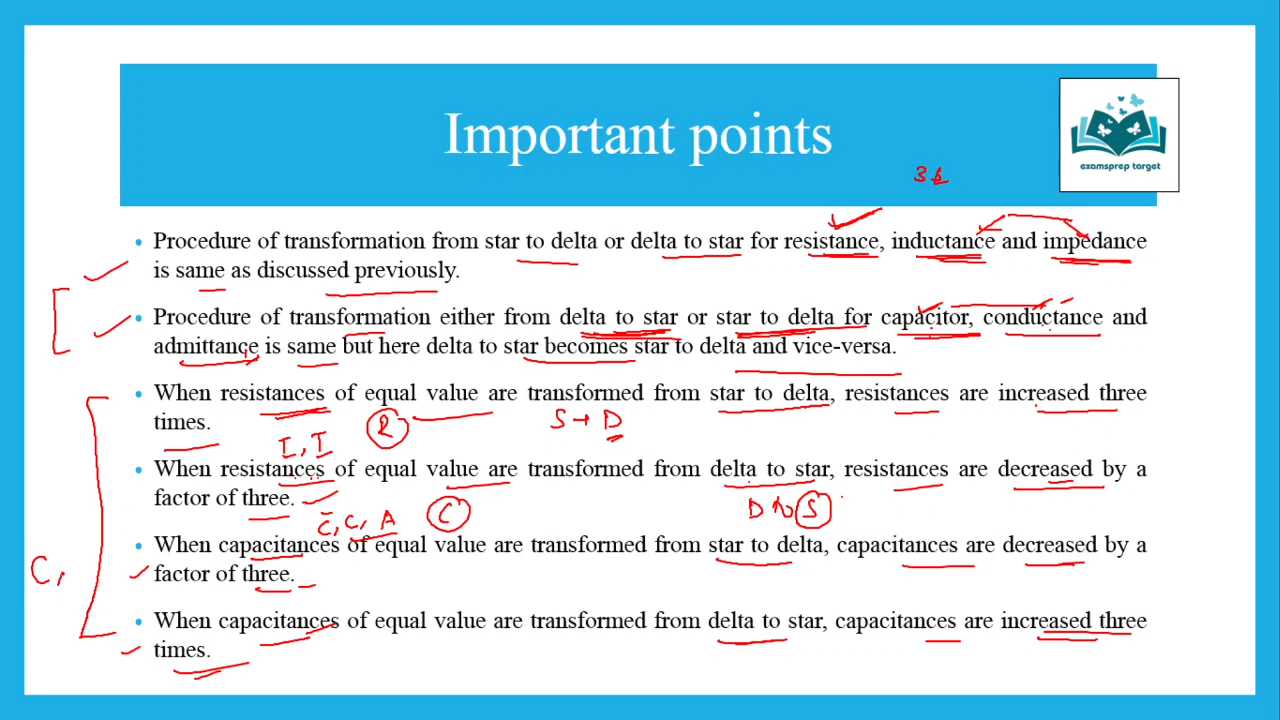 Important points
examsprep target
3
• Procedure of transformation from star to delta or delta to star for resistance, inductance and impedance
is same as discussed previously.
• Procedure of transformation either from delta to star or star to delta for capacitor, conductance and
admittance is same but here delta to star becomes star to delta and vice-versa.
• When resistances of equal value are transformed from star to delta, resistances are increased three
times.
I, I R S→D
• When resistances of equal value are transformed from delta to star, resistances are decreased by a
factor of three.
C, C, A C D to S
• When capacitances of equal value are transformed from star to delta, capacitances are decreased by a
factor of three.
C,
• When capacitances of equal value are transformed from delta to star, capacitances are increased three
times.